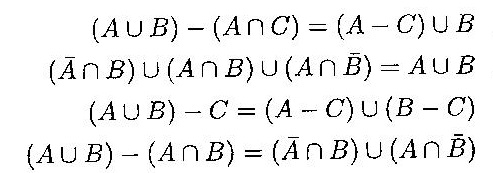 (A ∪ B) − (A ∩ C) = (A − C) ∪ B
(Ā ∩ B) ∪ (A ∩ B) ∪ (A ∩ B̄) = A ∪ B
(A ∪ B) − C = (A − C) ∪ (B − C)
(A ∪ B) − (A ∩ B) = (Ā ∩ B) ∪ (A ∩ B̄)